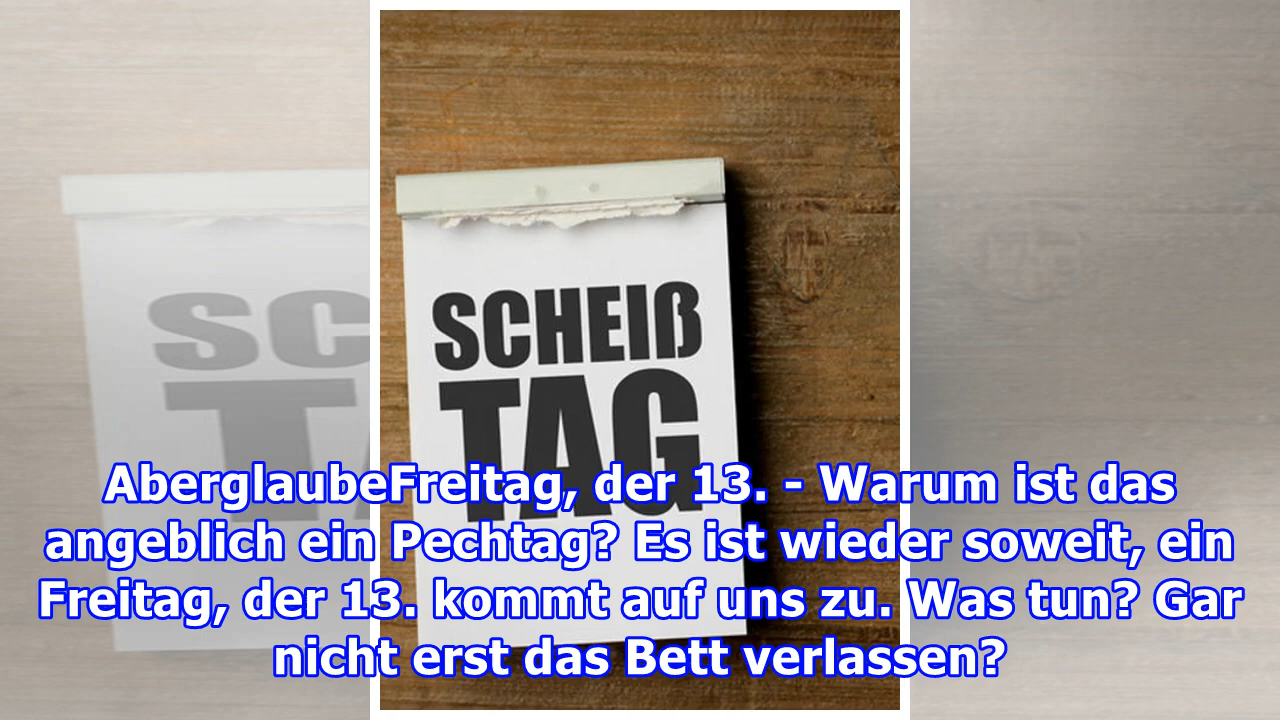 SCHEIß
TAG
AberglaubeFreitag, der 13. - Warum ist das
angeblich ein Pechtag? Es ist wieder soweit, ein
Freitag, der 13. kommt auf uns zu. Was tun? Gar
nicht erst das Bett verlassen?